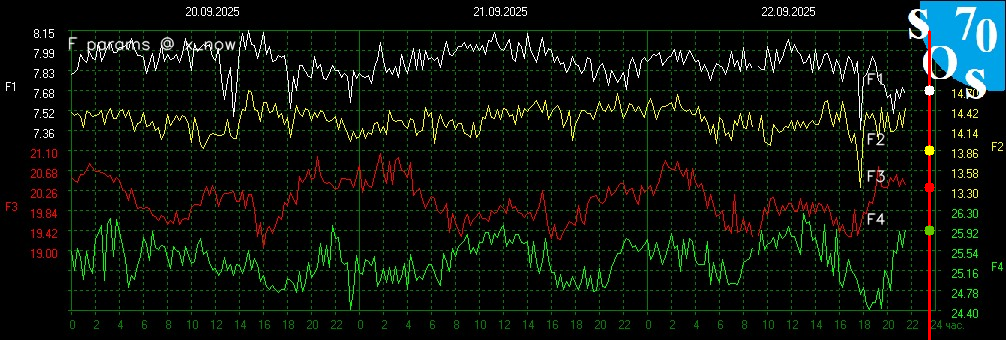 20.09.2025 21.09.2025 22.09.2025
SOS 70
F params @ xi.now
8.15
7.99
7.83
7.68
7.52
7.36
F1
21.10
20.68
20.26
19.84
19.42
19.00
F3
F1
F2
F3
F4
14.70
14.42
14.14
13.86
13.58
13.30
F2
26.30
25.92
25.54
25.16
24.78
24.40
F4
0 2 4 6 8 10 12 14 16 18 20 22 0 2 4 6 8 10 12 14 16 18 20 22 0 2 4 6 8 10 12 14 16 18 20 22 24 час.